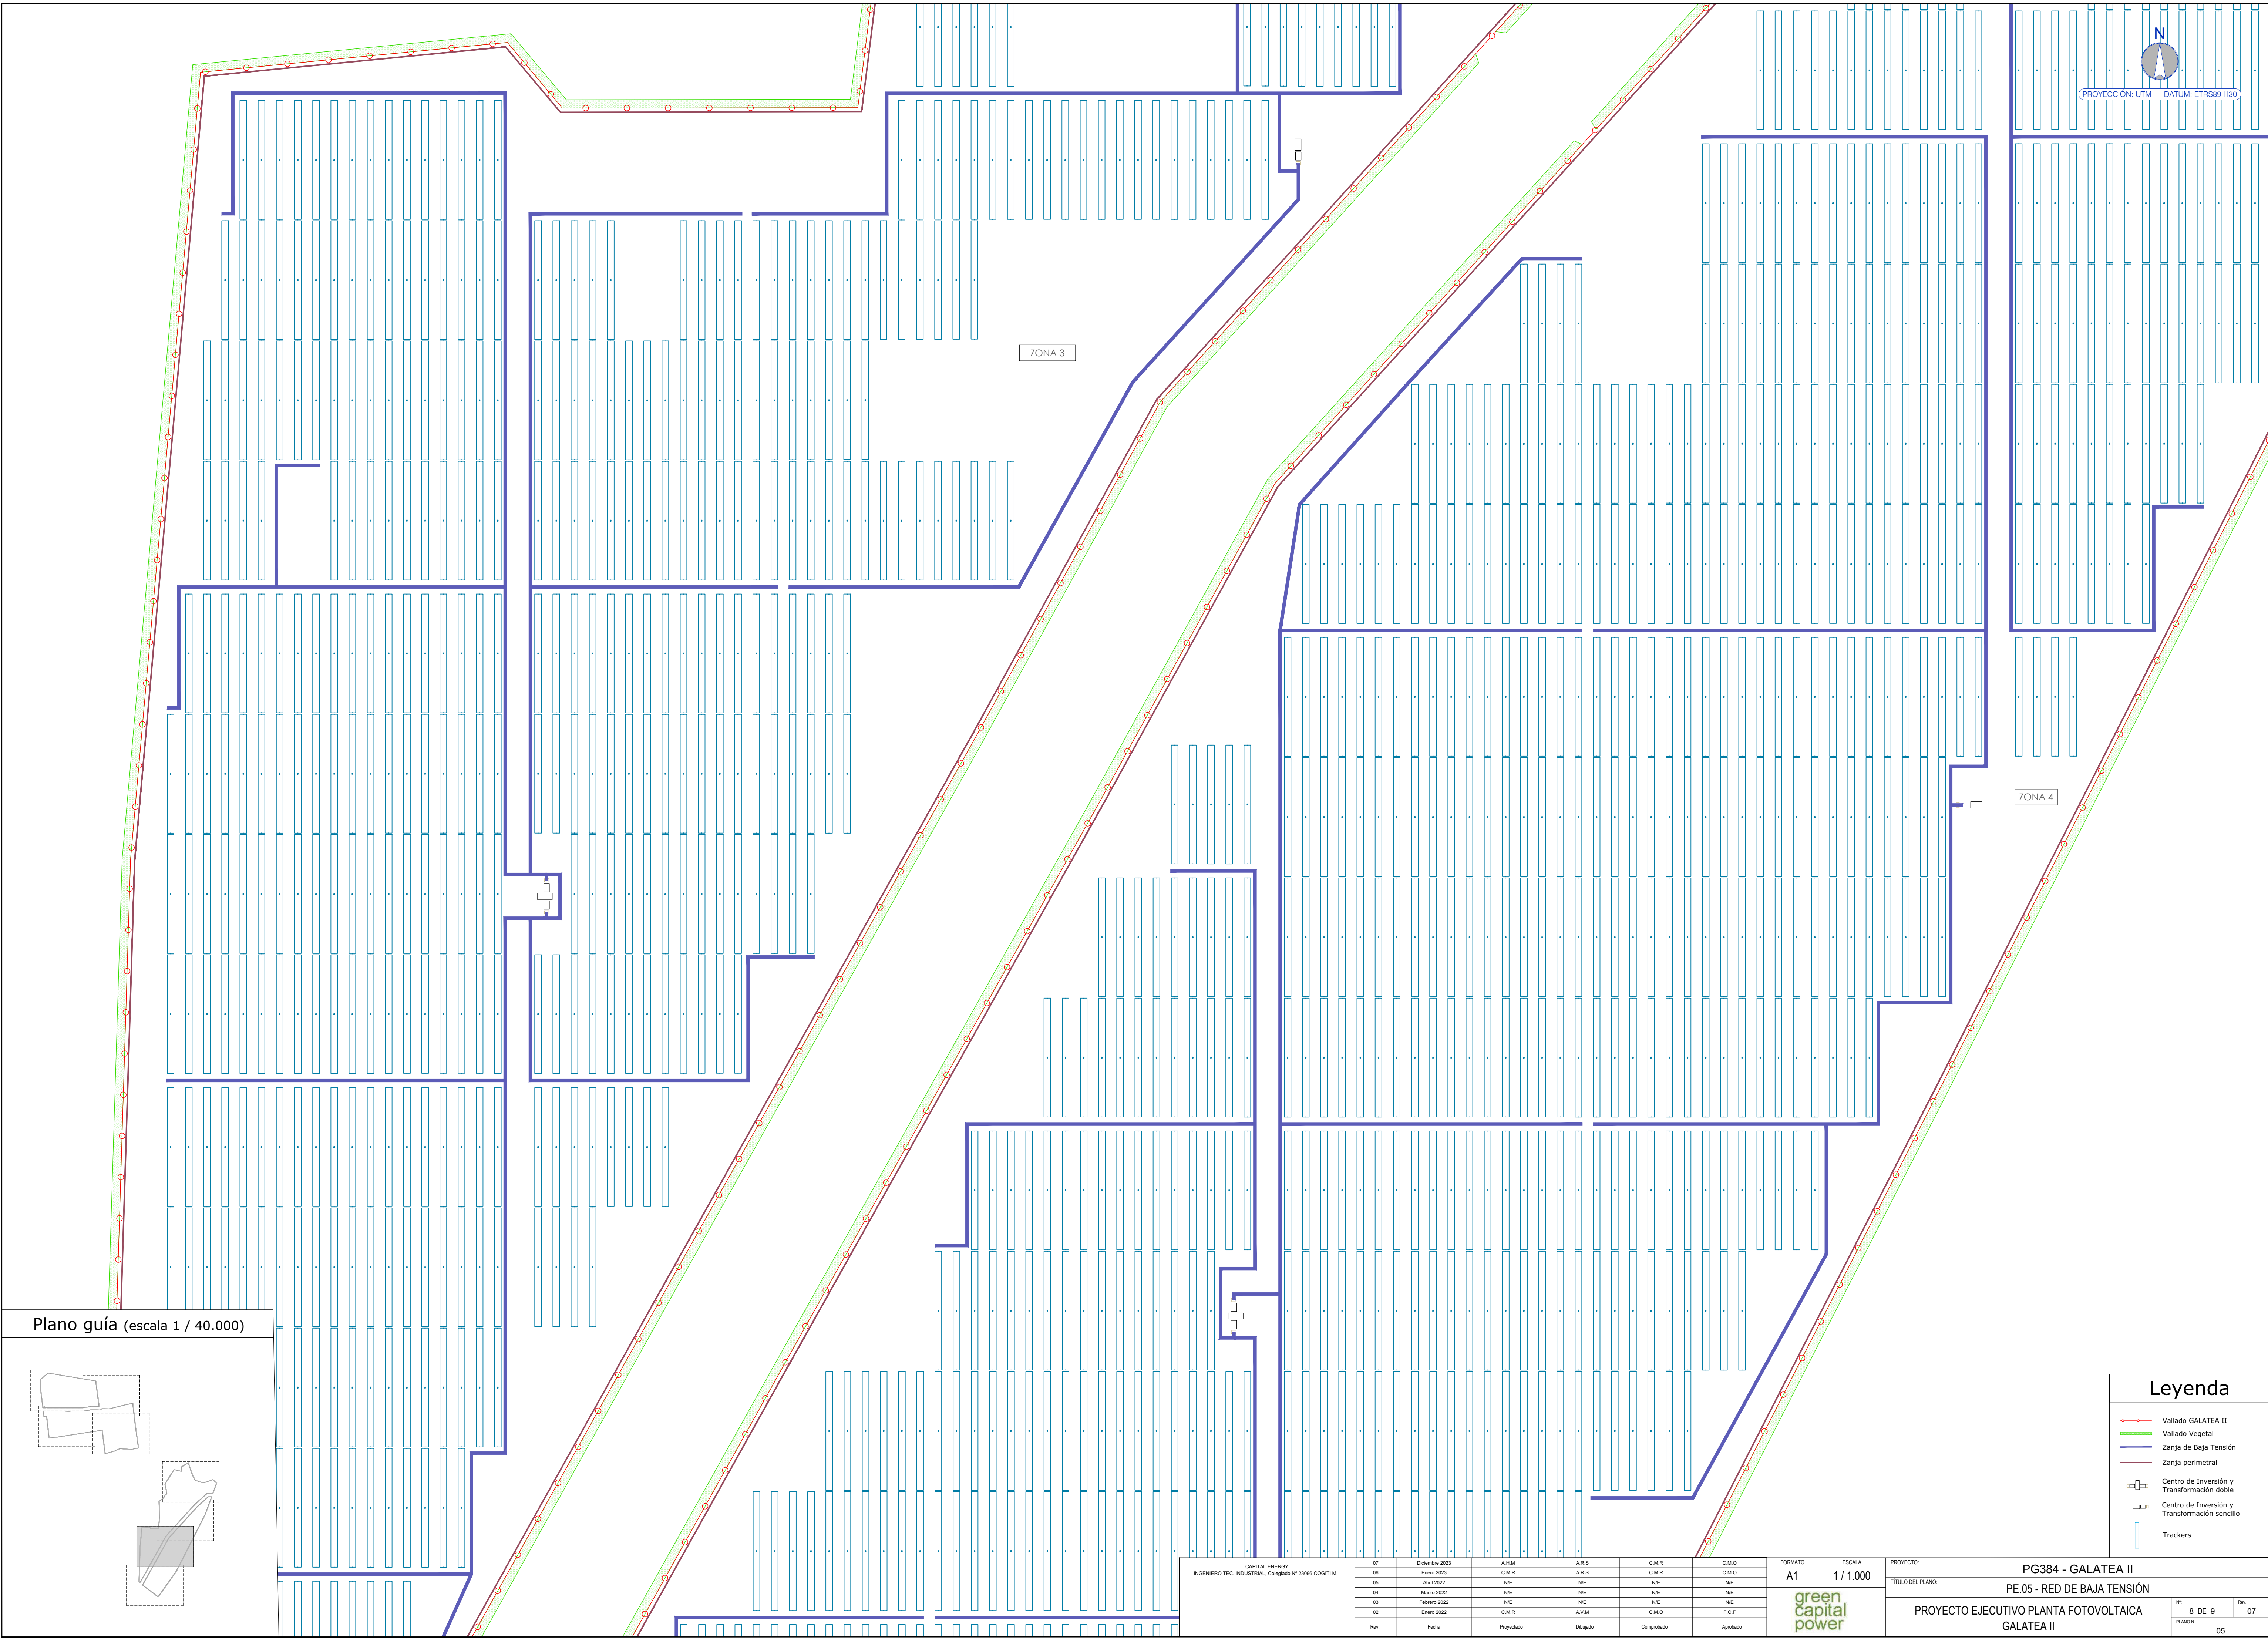 N
PROYECCIÓN: UTM DATUM: ETRS89 H30
ZONA 3
ZONA 4
Plano guía (escala 1 / 40.000)
Leyenda
Vallado GALATEA II
Vallado Vegetal
Zanja de Baja Tensión
Zanja perimetral
Centro de Inversión y
Transformación doble
Centro de Inversión y
Transformación sencillo
Trackers
CAPITAL ENERGY
INGENIERO TÉC. INDUSTRIAL, Colegiado Nº 23096 COGITI M.
07 Diciembre 2023 A.H.M A.R.S C.M.R C.M.O
06 Enero 2023 C.M.R A.R.S C.M.R C.M.O
05 Abril 2022 N/E N/E N/E N/E
04 Marzo 2022 N/E N/E N/E N/E
03 Febrero 2022 N/E N/E N/E N/E
02 Enero 2022 C.M.R A.V.M C.M.O F.C.F
Rev. Fecha Proyectado Dibujado Comprobado Aprobado
FORMATO
A1
ESCALA
1 / 1.000
green
capital
power
PROYECTO:
PG384 - GALATEA II
TÍTULO DEL PLANO:
PE.05 - RED DE BAJA TENSIÓN
PROYECTO EJECUTIVO PLANTA FOTOVOLTAICA
GALATEA II
Nº:
8 DE 9
Rev.
07
PLANO N.
05